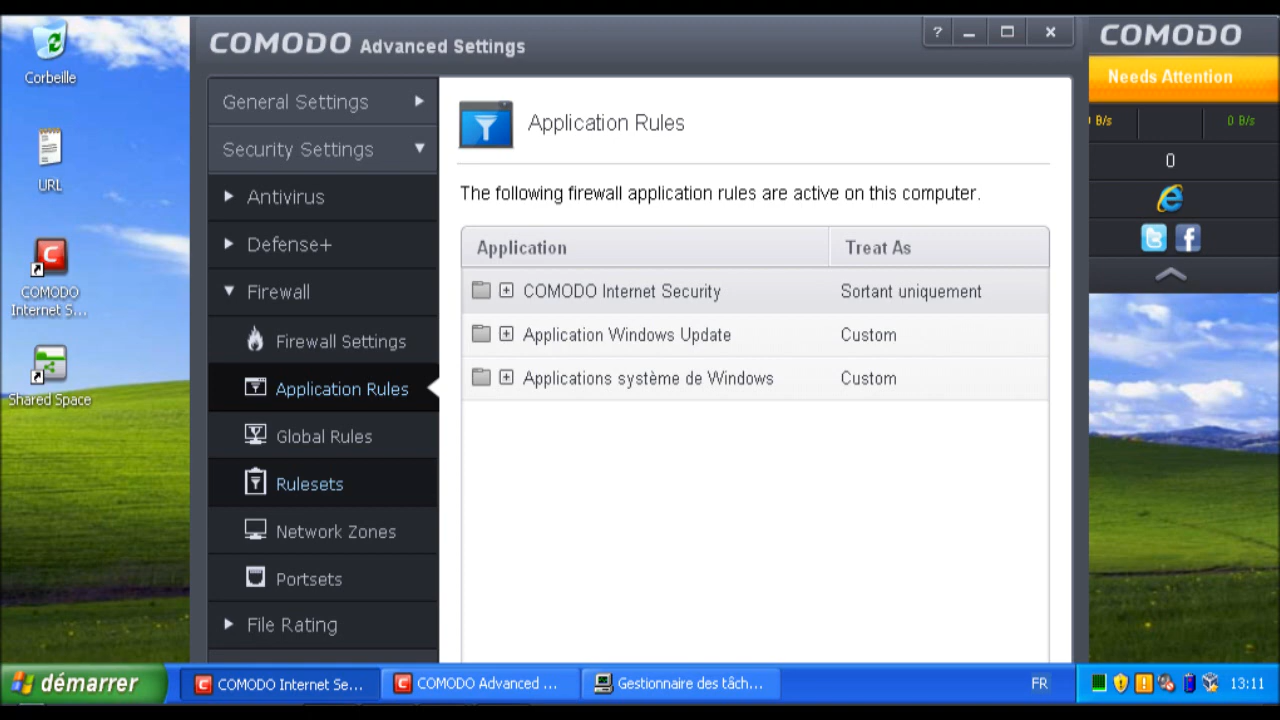 Corbeille
URL
COMODO
Internet S...
Shared Space
COMODO Advanced Settings
?
General Settings
Security Settings
Antivirus
Defense+
Firewall
Firewall Settings
Application Rules
Global Rules
Rulesets
Network Zones
Portsets
File Rating
Application Rules
The following firewall application rules are active on this computer.
Application Treat As
COMODO Internet Security Sortant uniquement
Application Windows Update Custom
Applications système de Windows Custom
COMODO
Needs Attention
B/s 0 B/s
0
démarrer
COMODO Internet Se...
COMODO Advanced ...
Gestionnaire des tâch...
FR
13:11